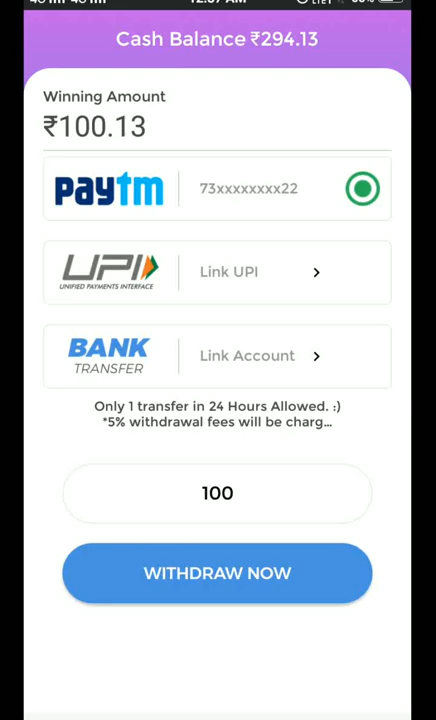 Cash Balance ₹294.13
Winning Amount
₹100.13
paytm 73xxxxxxxx22
UPI Link UPI
UNIFIED PAYMENTS INTERFACE
BANK
TRANSFER Link Account
Only 1 transfer in 24 Hours Allowed. :)
*5% withdrawal fees will be charg...
100
WITHDRAW NOW